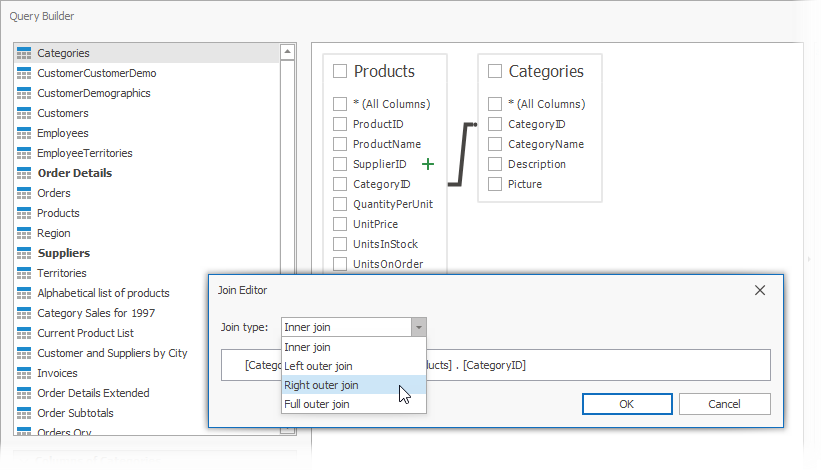 Query Builder
Categories
CustomerCustomerDemo
CustomerDemographics
Customers
Employees
EmployeeTerritories
Order Details
Orders
Products
Region
Suppliers
Territories
Alphabetical list of products
Category Sales for 1997
Current Product List
Customer and Suppliers by City
Invoices
Order Details Extended
Order Subtotals
Orders Qry
Products
* (All Columns)
ProductID
ProductName
SupplierID
CategoryID
QuantityPerUnit
UnitPrice
UnitsInStock
UnitsOnOrder
Categories
* (All Columns)
CategoryID
CategoryName
Description
Picture
Join Editor
Join type: Inner join
Inner join
Left outer join
Right outer join
Full outer join
[Catego ducts] . [CategoryID]
OK Cancel